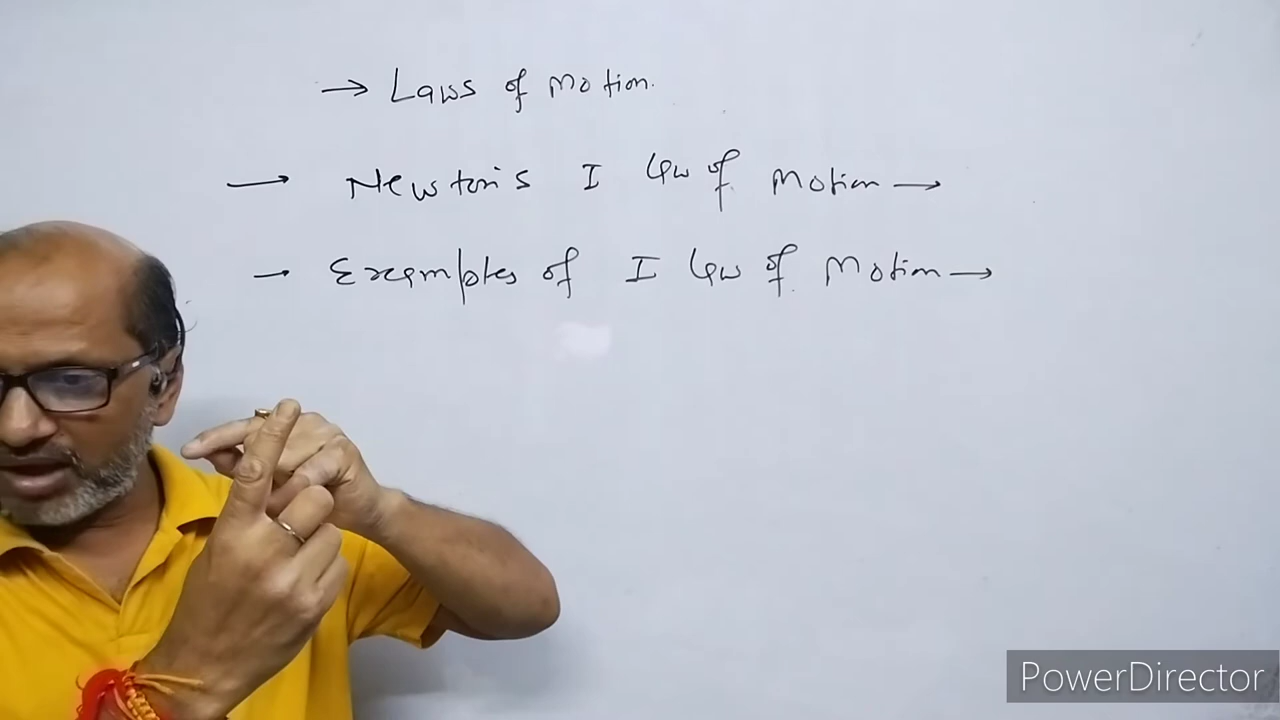 → Laws of Motion.
→ Newton's I Law of Motion →
→ Examples of I Law of Motion →
PowerDirector